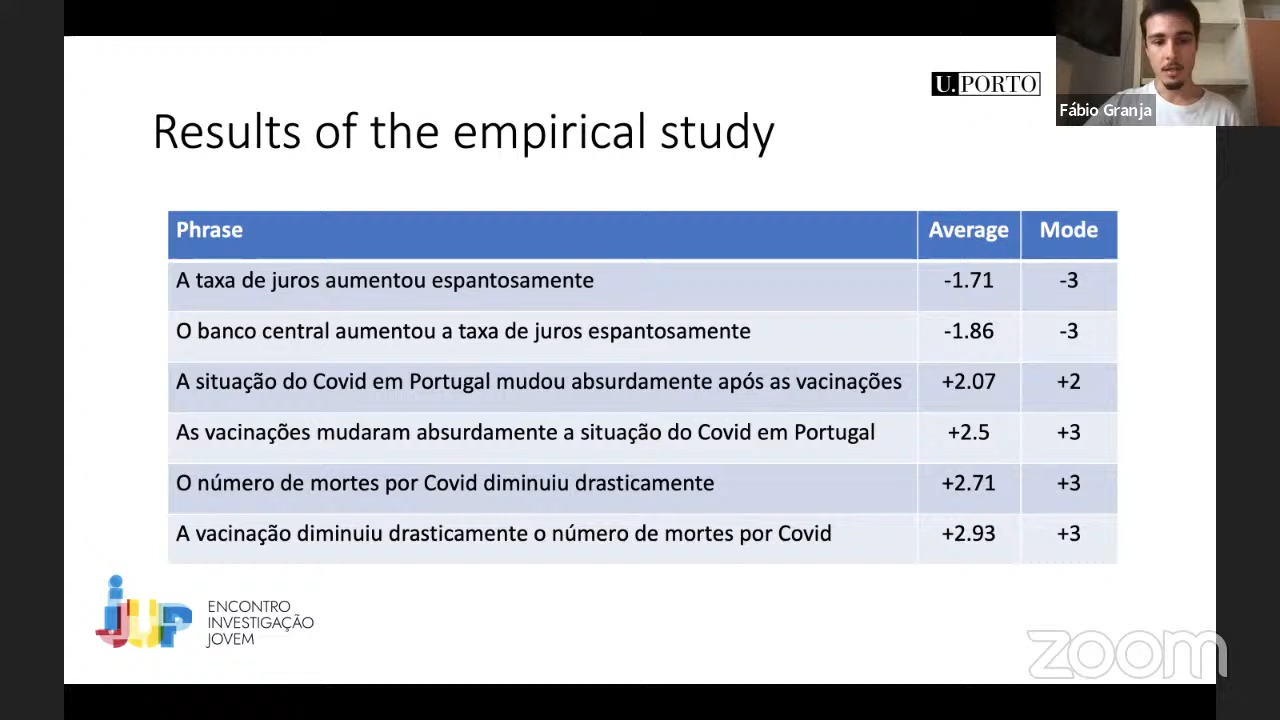 U.PORTO
Fábio Granja
Results of the empirical study
Phrase Average Mode
A taxa de juros aumentou espantosamente -1.71 -3
O banco central aumentou a taxa de juros espantosamente -1.86 -3
A situação do Covid em Portugal mudou absurdamente após as vacinações +2.07 +2
As vacinações mudaram absurdamente a situação do Covid em Portugal +2.5 +3
O número de mortes por Covid diminuiu drasticamente +2.71 +3
A vacinação diminuiu drasticamente o número de mortes por Covid +2.93 +3
iJUP
ENCONTRO
INVESTIGAÇÃO
JOVEM
zoom